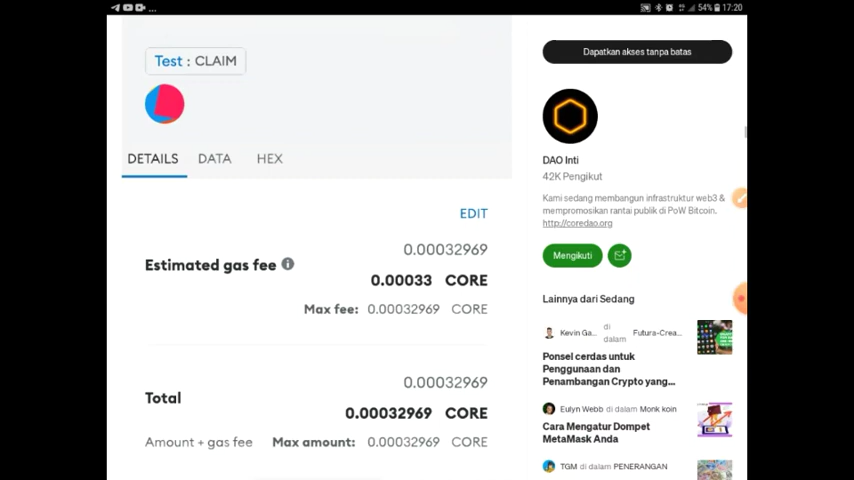 ... 54% 17:20
Test : CLAIM
DETAILS DATA HEX
EDIT
0.00032969
Estimated gas fee
0.00033 CORE
Max fee: 0.00032969 CORE
0.00032969
Total
0.00032969 CORE
Amount + gas fee Max amount: 0.00032969 CORE
Dapatkan akses tanpa batas
DAO Inti
42K Pengikut
Kami sedang membangun infrastruktur web3 &
mempromosikan rantai publik di PoW Bitcoin.
http://coredao.org
Mengikuti
Lainnya dari Sedang
Kevin Ga... di dalam Futura-Crea...
Ponsel cerdas untuk
Penggunaan dan
Penambangan Crypto yang...
Eulyn Webb di dalam Monk koin
Cara Mengatur Dompet
MetaMask Anda
TGM di dalam PENERANGAN